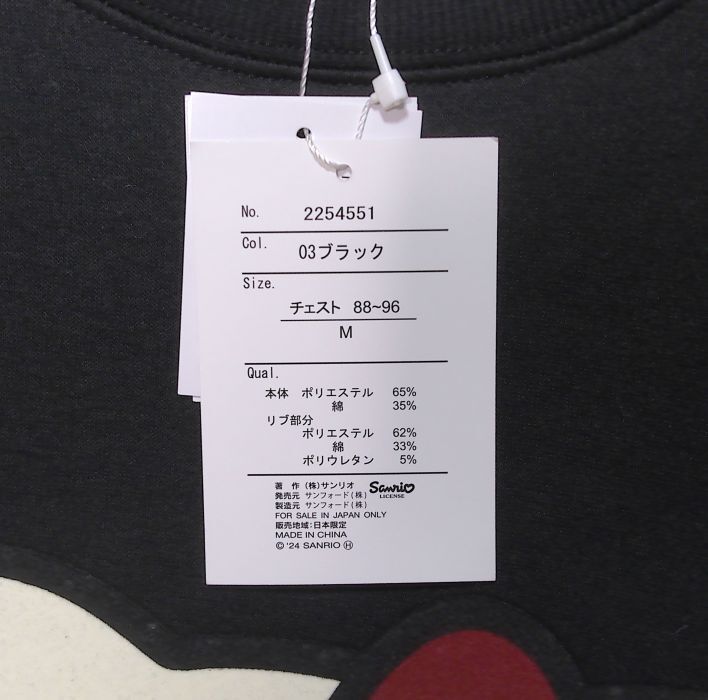 No. 2254551
Col. 03ブラック
Size.
チェスト 88~96
M
Qual.
本体 ポリエステル 65%
綿 35%
リブ部分
ポリエステル 62%
綿 33%
ポリウレタン 5%
著 作 (株)サンリオ
発売元 サンフォード(株)
製造元 サンフォード(株)
Sanrio
LICENSE
FOR SALE IN JAPAN ONLY
販売地域:日本限定
MADE IN CHINA
© '24 SANRIO Ⓗ